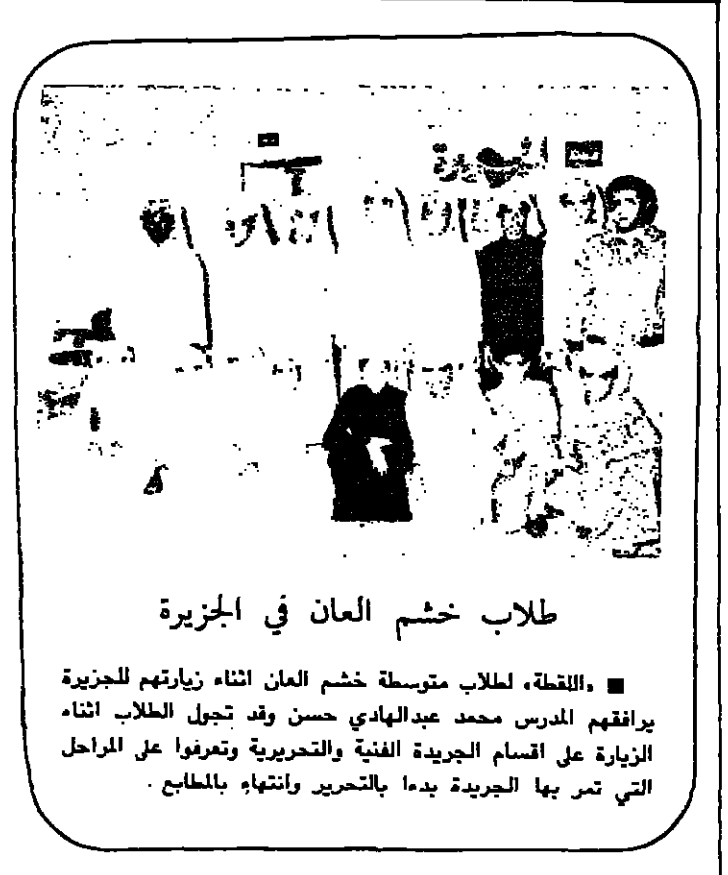 طلاب خشم العان في الجزيرة
■ «اللقطة» لطلاب متوسطة خشم العان اثناء زيارتهم للجزيرة
يرافقهم المدرس محمد عبدالهادي حسن وقد تجول الطلاب اثناء
الزيارة على اقسام الجريدة الفنية والتحريرية وتعرفوا على المراحل
التي تمر بها الجريدة بدءا بالتحرير وانتهاء بالمطابع .